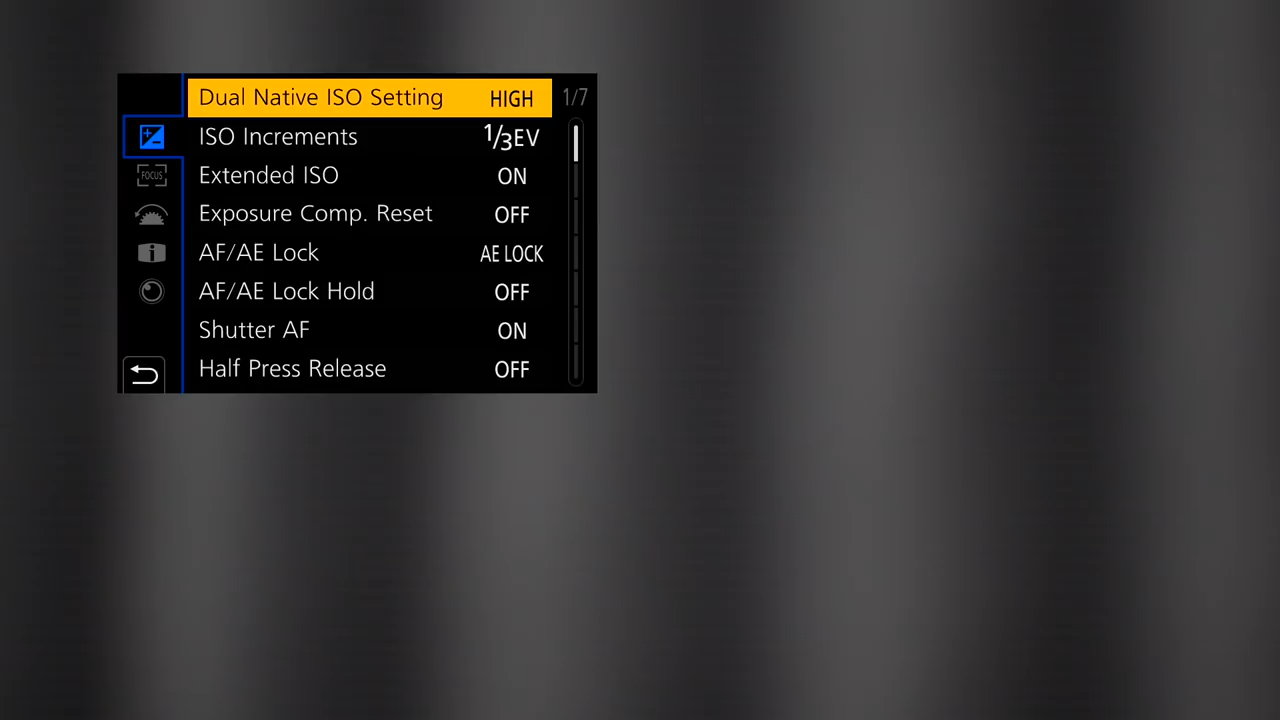 Dual Native ISO Setting HIGH 1/7
ISO Increments 1/3EV
Extended ISO ON
FOCUS
Exposure Comp. Reset OFF
AF/AE Lock AE LOCK
AF/AE Lock Hold OFF
Shutter AF ON
Half Press Release OFF